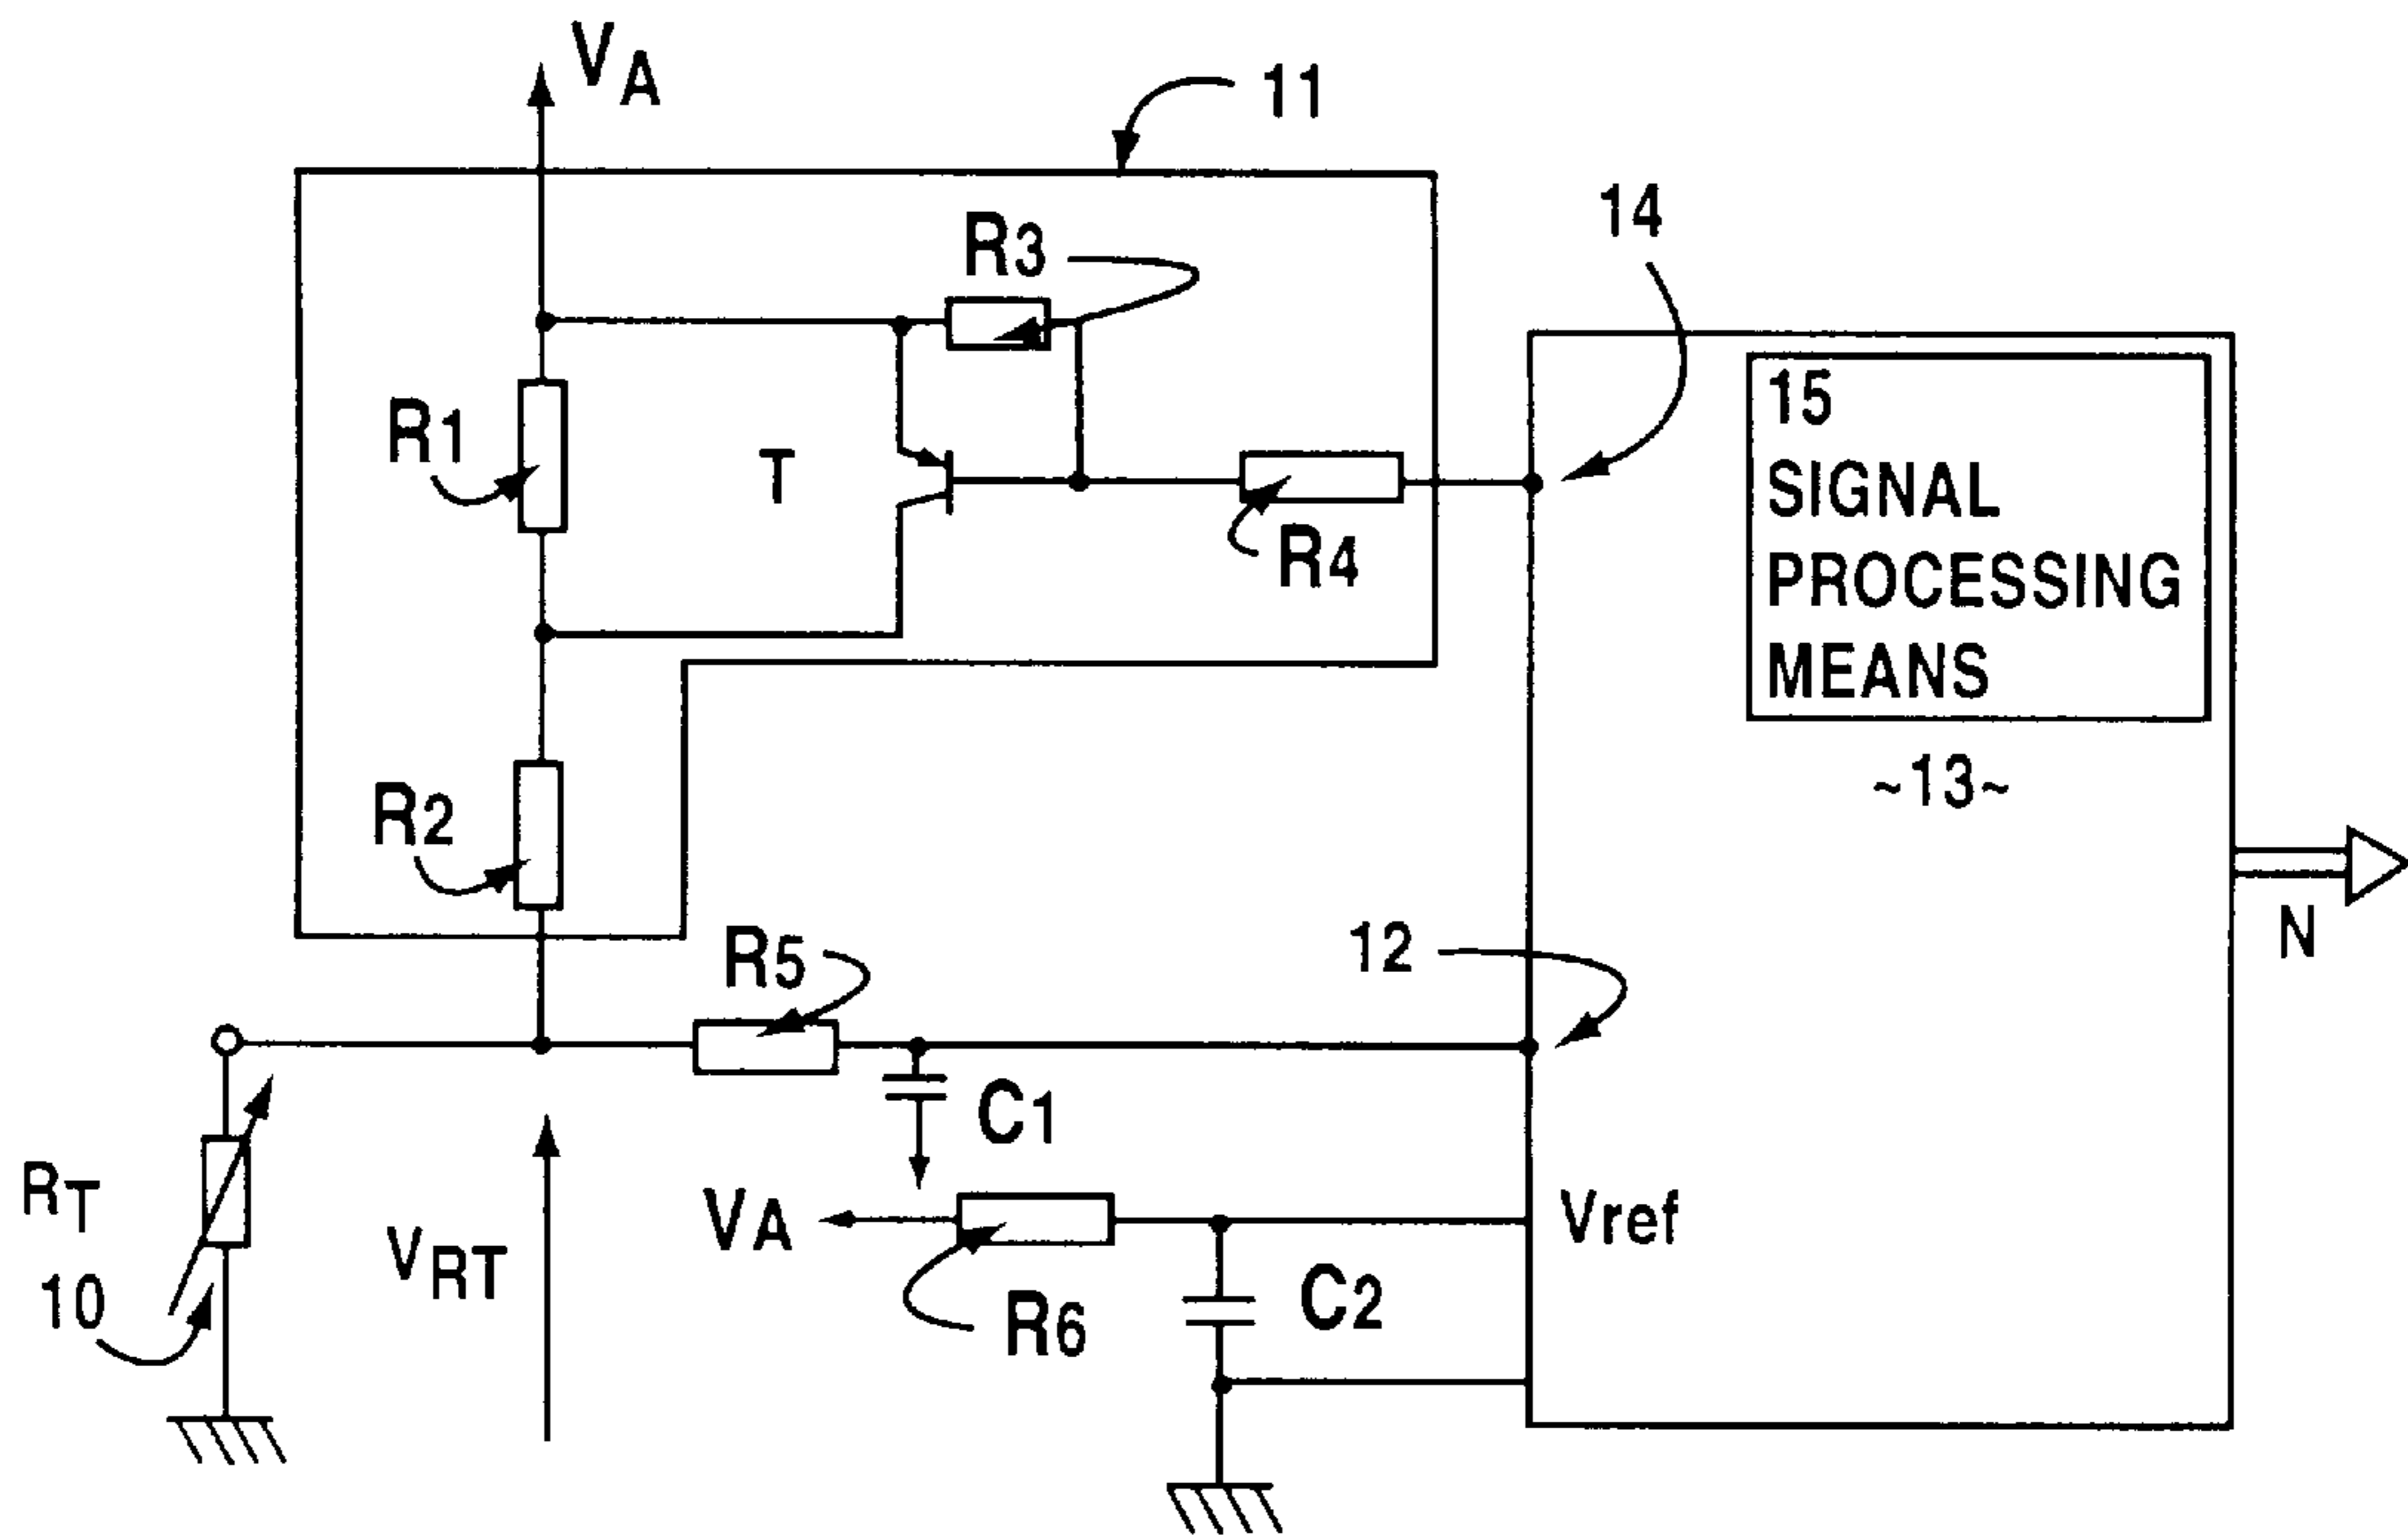 VA
11
R3
14
15
SIGNAL
PROCESSING
MEANS
R1
T
R4
~13~
R2
N
R5
12
C1
RT
VRT
VA
Vref
10
R6
C2